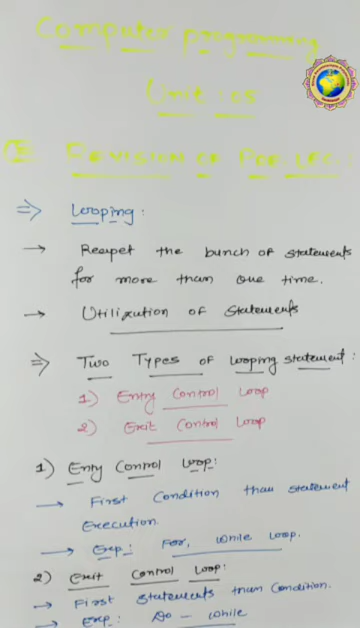 Computer programming
Unit :05
REVISION OF PRE. LEC:
⇒ Looping:
→ Reapet the bunch of statements
for more than one time.
→ Utilization of statements
⇒ Two Types of looping statement:
1) Entry Control Loop
2) Exit Control Loop
1) Entry Control Loop:
→ First Condition than statement
Execution.
→ Exp: For, while loop.
2) Exit Control Loop:
→ First statements than Condition.
→ Exp: Do - while